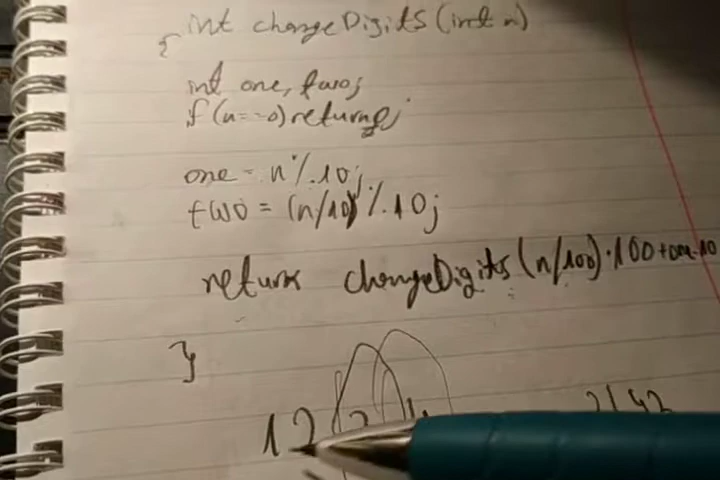 int changeDigits(int n)
{
int one, two;
if(n==0) return 0;
one = n%10;
two = (n/10)%10;
return changeDigits(n/100)·100+one·10
}
12